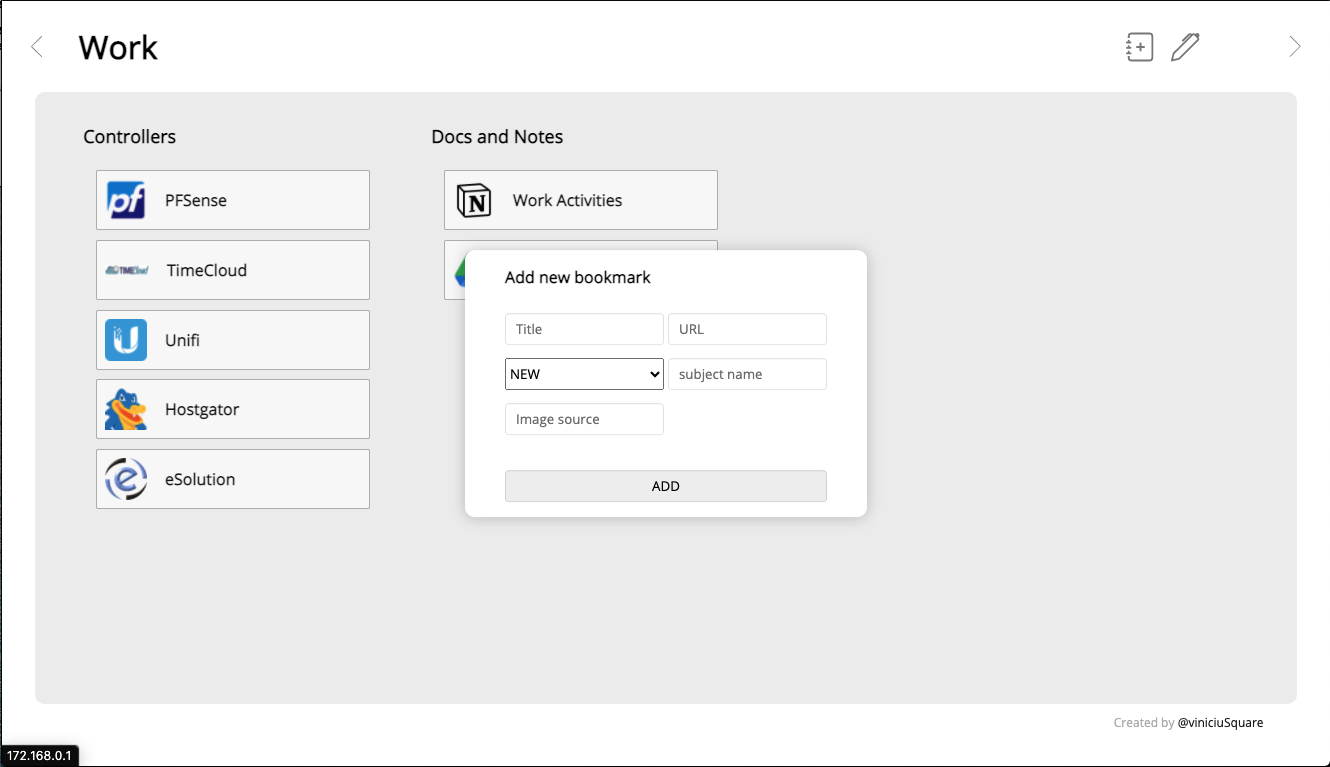 Work
Controllers
Docs and Notes
pf
PFSense
N
Work Activities
TimeCloud
Add new bookmark
Title
URL
U
Unifi
NEW
subject name
Hostgator
Image source
e
eSolution
ADD
Created by @viniciuSquare
172.168.0.1